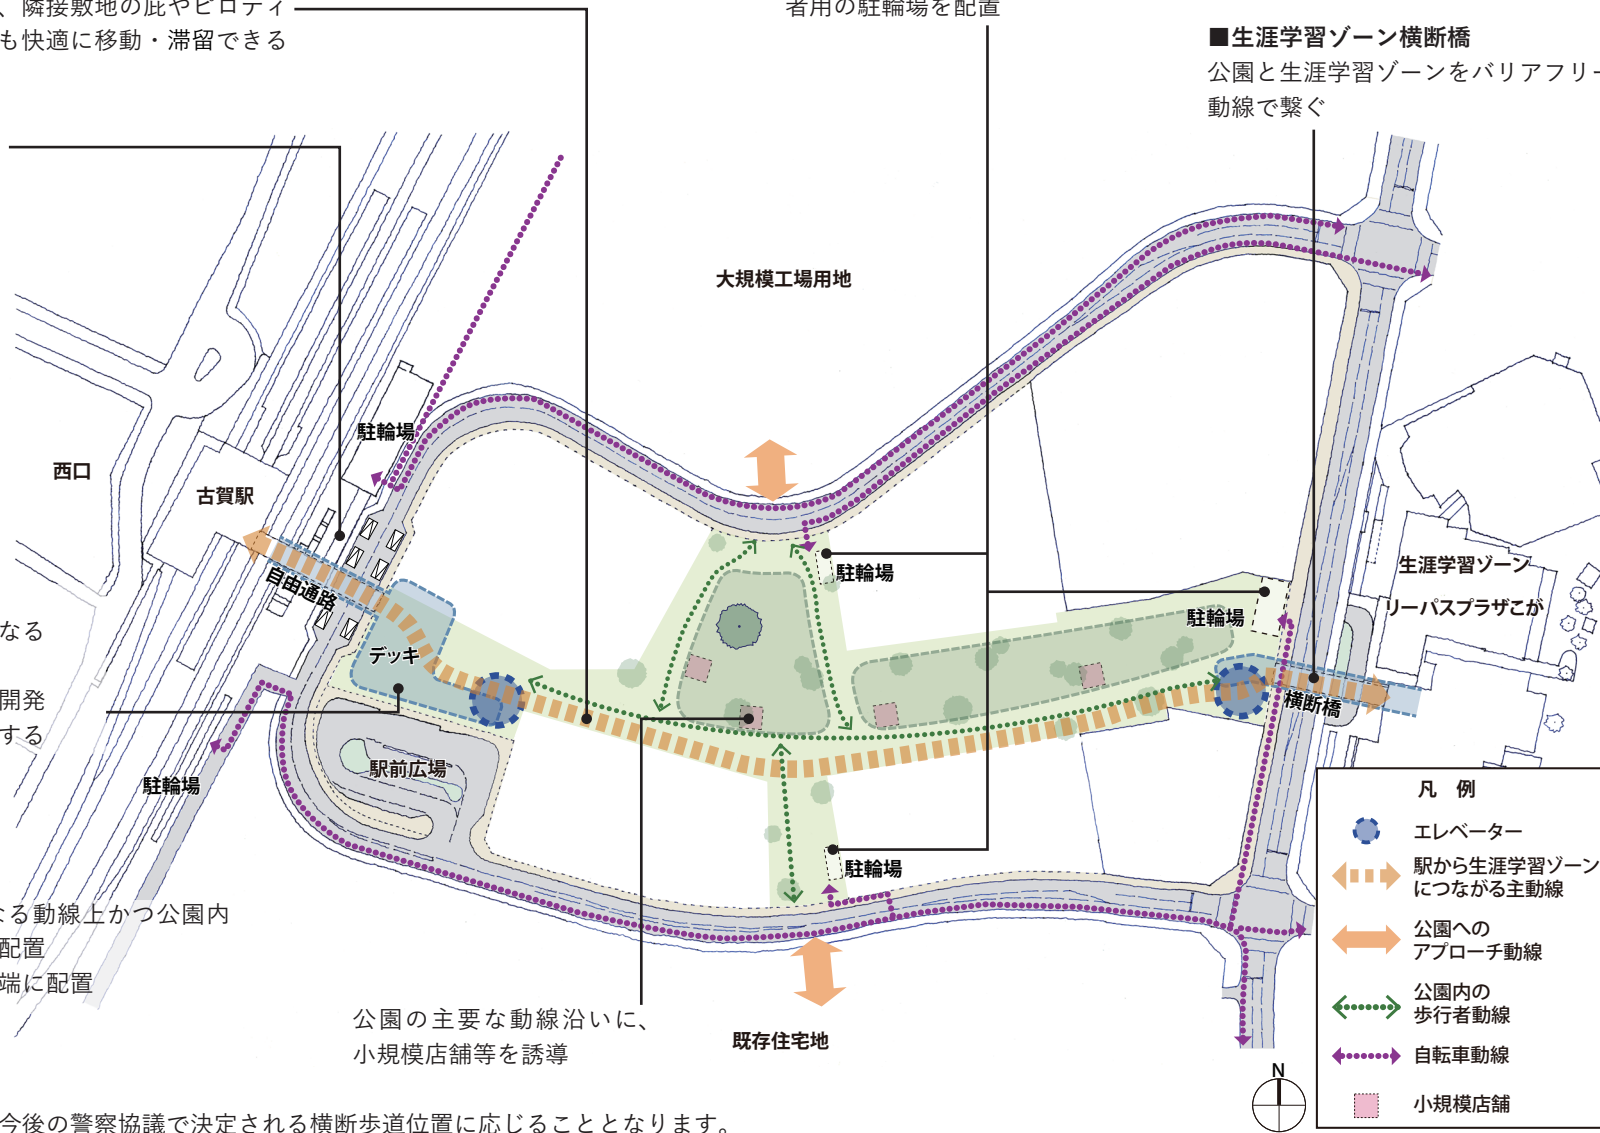 、隣接敷地の庇やピロティ
も快適に移動・滞留できる
者用の駐輪場を配置
■生涯学習ゾーン横断橋
公園と生涯学習ゾーンをバリアフリー
動線で繋ぐ
大規模工場用地
駐輪場
西口
古賀駅
自由通路
駐輪場
駐輪場
生涯学習ゾーン
リーパスプラザこが
なる
デッキ
開発
する
横断橋
駅前広場
駐輪場
駐輪場
なる動線上かつ公園内
配置
端に配置
公園の主要な動線沿いに、
小規模店舗等を誘導
既存住宅地
凡 例
エレベーター
駅から生涯学習ゾーン
につながる主動線
公園への
アプローチ動線
公園内の
歩行者動線
自転車動線
小規模店舗
N
今後の警察協議で決定される横断歩道位置に応じることとなります。